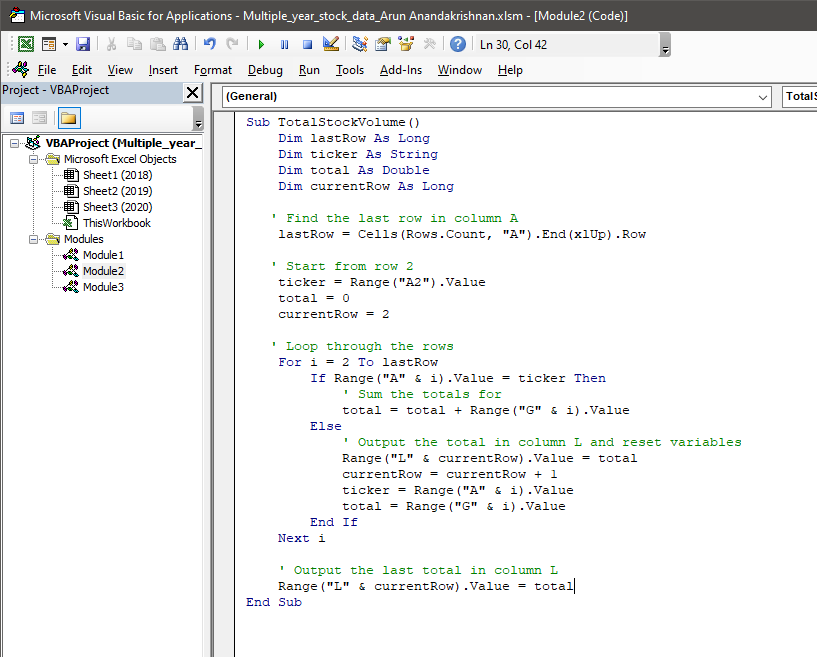 Microsoft Visual Basic for Applications - Multiple_year_stock_data_Arun Anandakrishnan.xlsm - [Module2 (Code)]
Ln 30, Col 42
File Edit View Insert Format Debug Run Tools Add-Ins Window Help
Project - VBAProject
VBAProject (Multiple_year_
Microsoft Excel Objects
Sheet1 (2018)
Sheet2 (2019)
Sheet3 (2020)
ThisWorkbook
Modules
Module1
Module2
Module3
(General)
TotalS
Sub TotalStockVolume()
    Dim lastRow As Long
    Dim ticker As String
    Dim total As Double
    Dim currentRow As Long
   ' Find the last row in column A
    lastRow = Cells(Rows.Count, "A").End(xlUp).Row
   ' Start from row 2
    ticker = Range("A2").Value
    total = 0
    currentRow = 2
   ' Loop through the rows
    For i = 2 To lastRow
        If Range("A" & i).Value = ticker Then
            ' Sum the totals for
            total = total + Range("G" & i).Value
        Else
            ' Output the total in column L and reset variables
            Range("L" & currentRow).Value = total
            currentRow = currentRow + 1
            ticker = Range("A" & i).Value
            total = Range("G" & i).Value
        End If
    Next i
    ' Output the last total in column L
    Range("L" & currentRow).Value = total
End Sub